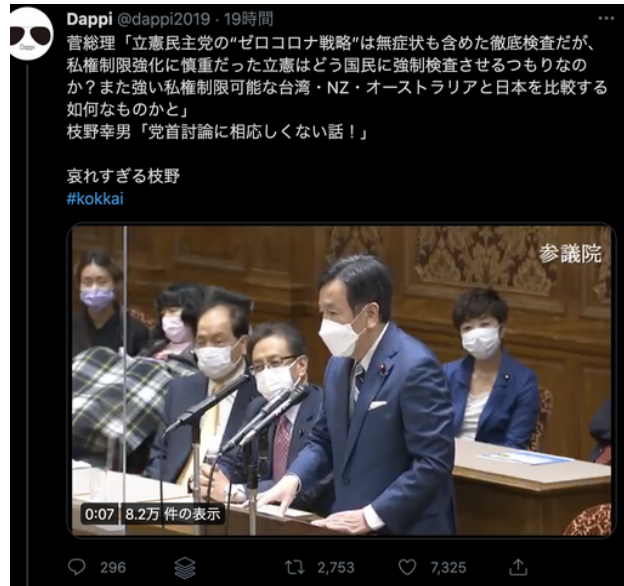 Dappi @dappi2019 · 19時間
菅総理「立憲民主党の“ゼロコロナ戦略”は無症状も含めた徹底検査だが、
私権制限強化に慎重だった立憲はどう国民に強制検査させるつもりなの
か？また強い私権制限可能な台湾・NZ・オーストラリアと日本を比較する
如何なものかと」
枝野幸男「党首討論に相応しくない話！」
哀れすぎる枝野
#kokkai
参議院
0:07 8.2万 件の表示
296 2,753 7,325
Dappi